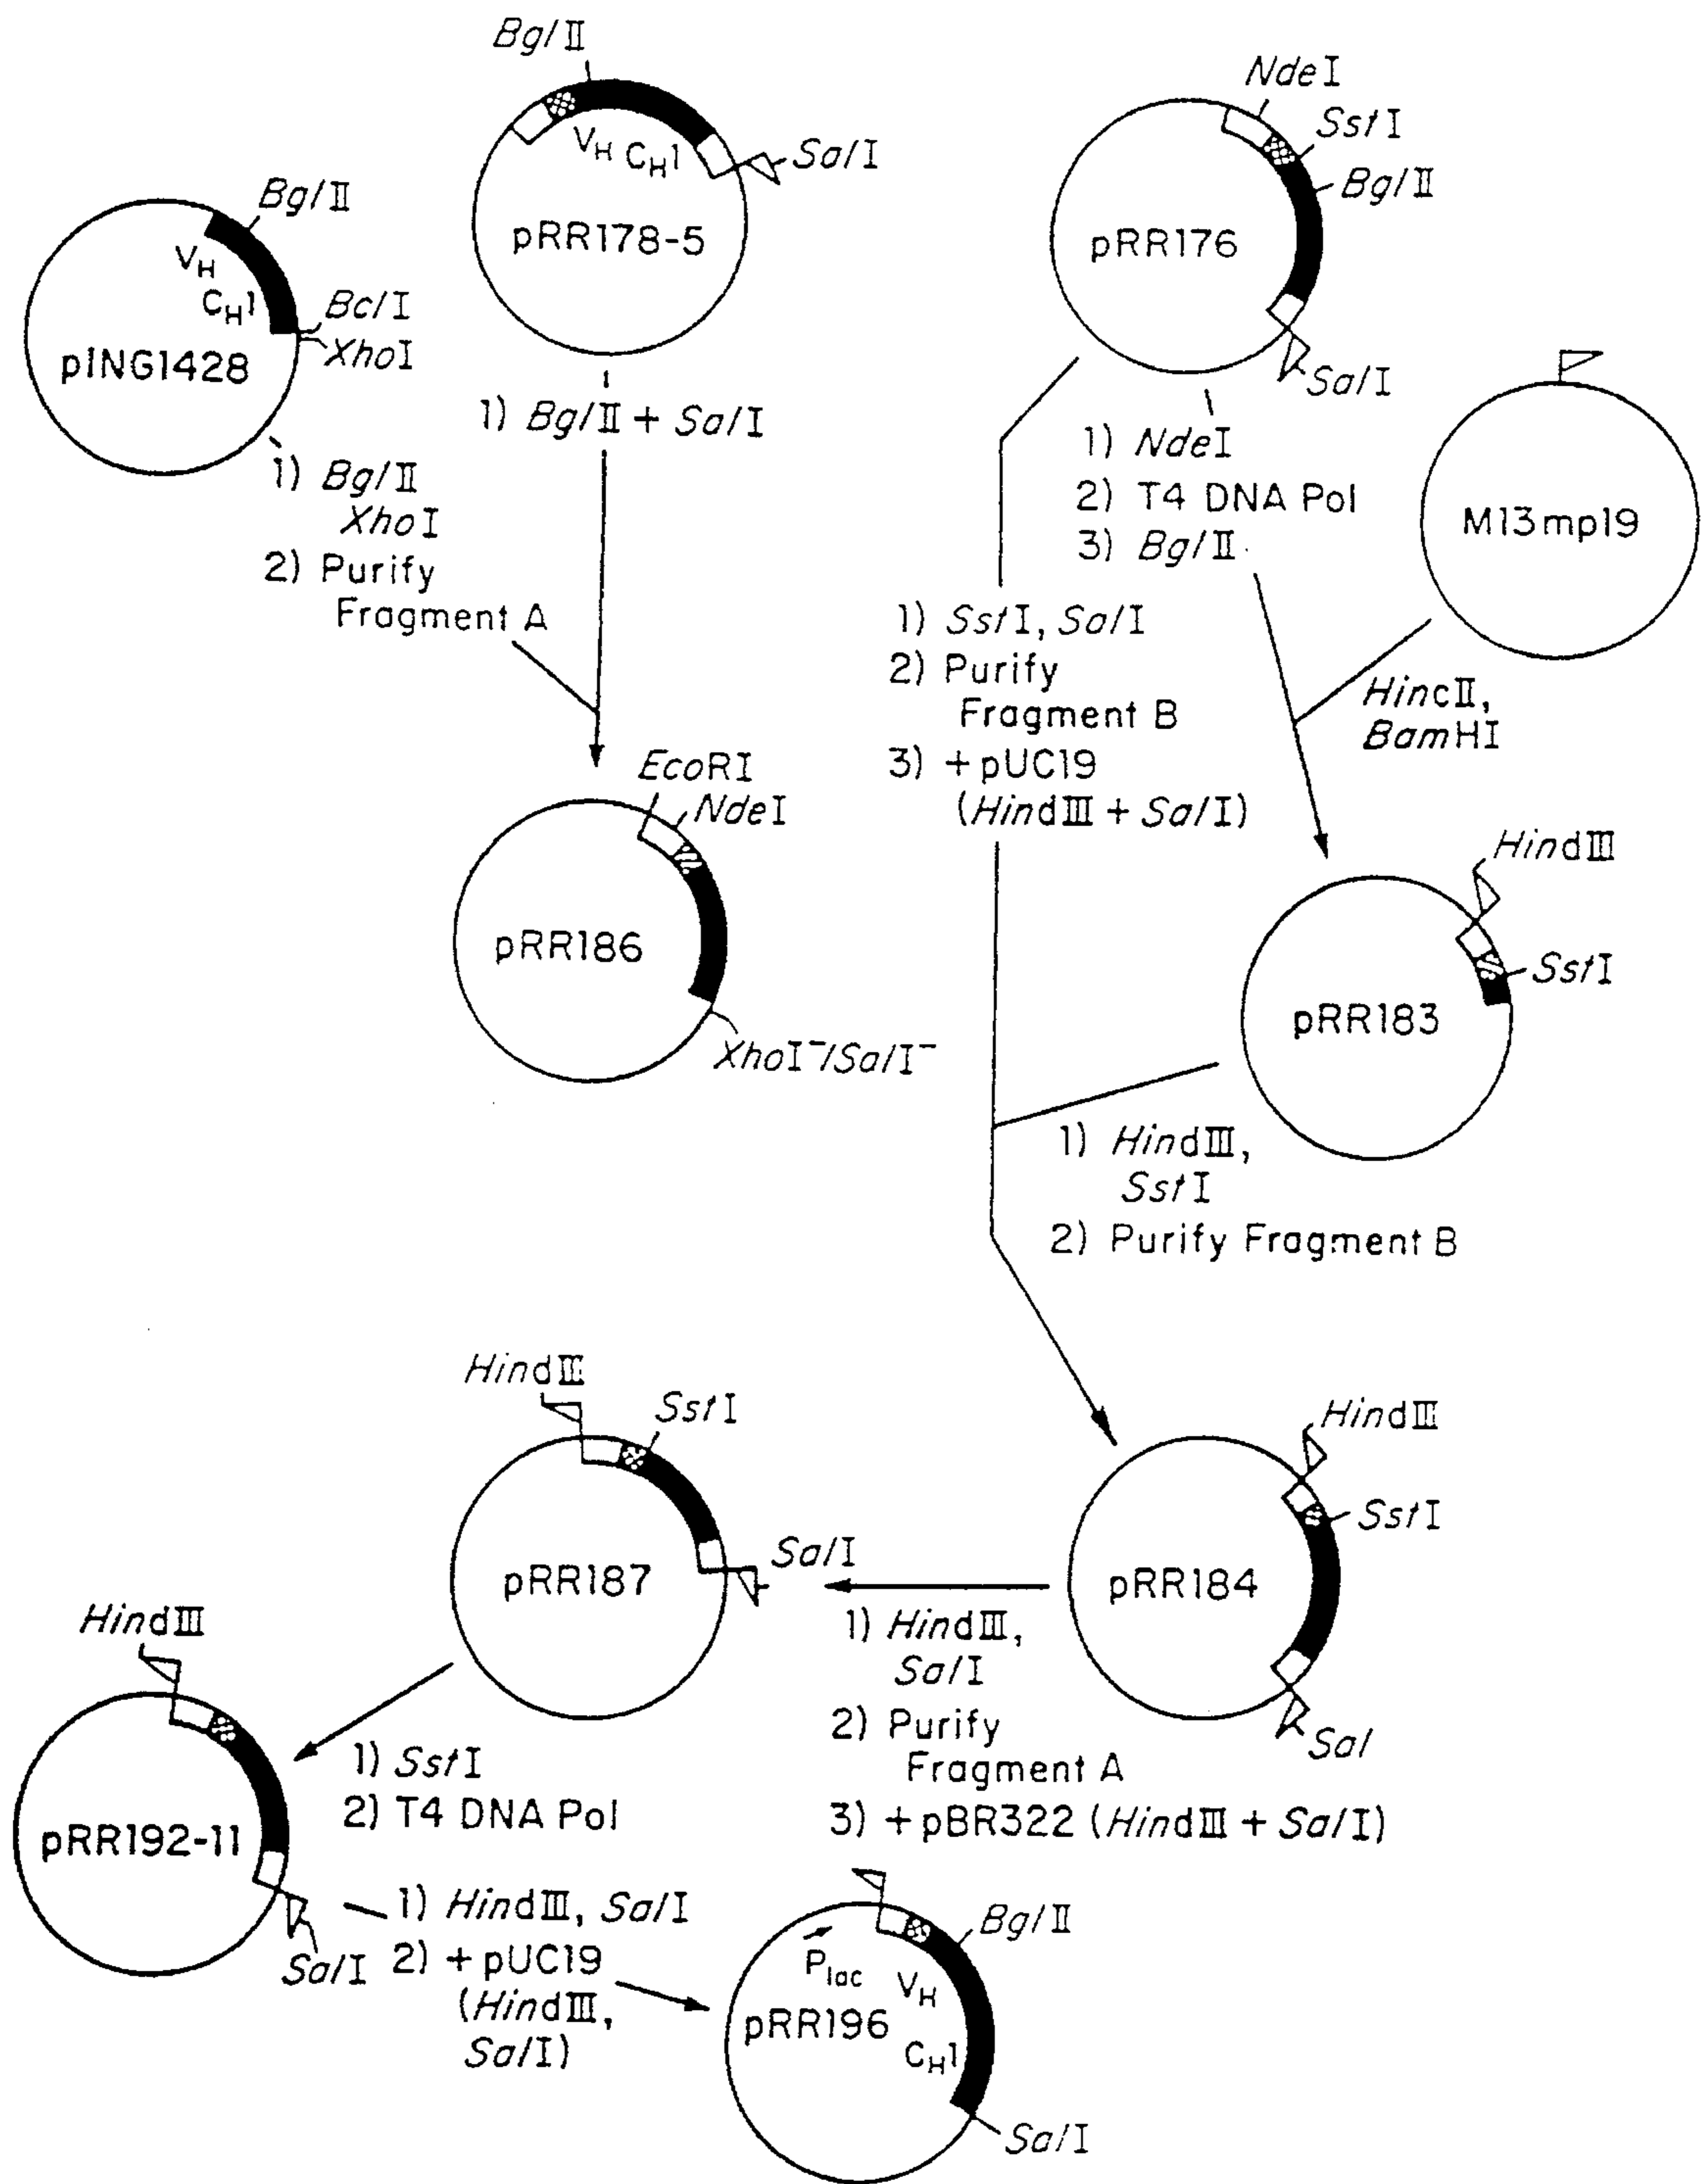 BglII
VH CH1
SalI
pRR178-5
1) BglII + SalI
BglII
VH
CH1
BclI
XhoI
pING1428
1) BglII
XhoI
2) Purify
Fragment A
NdeI
SstI
BglII
pRR176
SalI
1) NdeI
2) T4 DNA Pol
3) BglII
M13mp19
HincII,
BamHI
1) SstI, SalI
2) Purify
Fragment B
3) +pUC19
(HindIII + SalI)
EcoRI
NdeI
pRR186
XhoI⁻/SalI⁻
HindIII
SstI
pRR183
1) HindIII,
SstI
2) Purify Fragment B
HindIII
SstI
pRR184
Sal
1) HindIII,
SalI
2) Purify
Fragment A
3) +pBR322 (HindIII + SalI)
HindIII
SstI
SalI
pRR187
1) SstI
2) T4 DNA Pol
HindIII
pRR192-11
SalI
1) HindIII, SalI
2) +pUC19
(HindIII,
SalI)
BglII
Plac
VH
pRR196
CH1
SalI